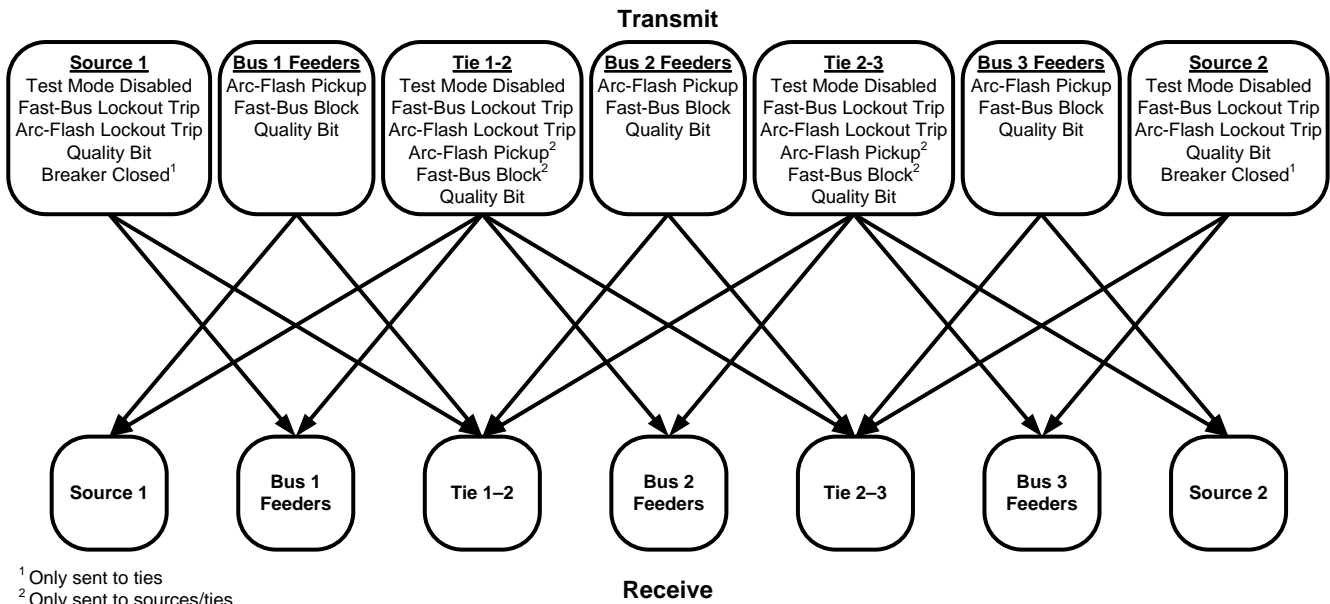 Transmit
Source 1
Test Mode Disabled
Fast-Bus Lockout Trip
Arc-Flash Lockout Trip
Quality Bit
Breaker Closed1
Bus 1 Feeders
Arc-Flash Pickup
Fast-Bus Block
Quality Bit
Tie 1-2
Test Mode Disabled
Fast-Bus Lockout Trip
Arc-Flash Lockout Trip
Arc-Flash Pickup2
Fast-Bus Block2
Quality Bit
Bus 2 Feeders
Arc-Flash Pickup
Fast-Bus Block
Quality Bit
Tie 2-3
Test Mode Disabled
Fast-Bus Lockout Trip
Arc-Flash Lockout Trip
Arc-Flash Pickup2
Fast-Bus Block2
Quality Bit
Bus 3 Feeders
Arc-Flash Pickup
Fast-Bus Block
Quality Bit
Source 2
Test Mode Disabled
Fast-Bus Lockout Trip
Arc-Flash Lockout Trip
Quality Bit
Breaker Closed1
Source 1
Bus 1
Feeders
Tie 1–2
Bus 2
Feeders
Tie 2–3
Bus 3
Feeders
Source 2
1 Only sent to ties
2 Only sent to sources/ties
Receive